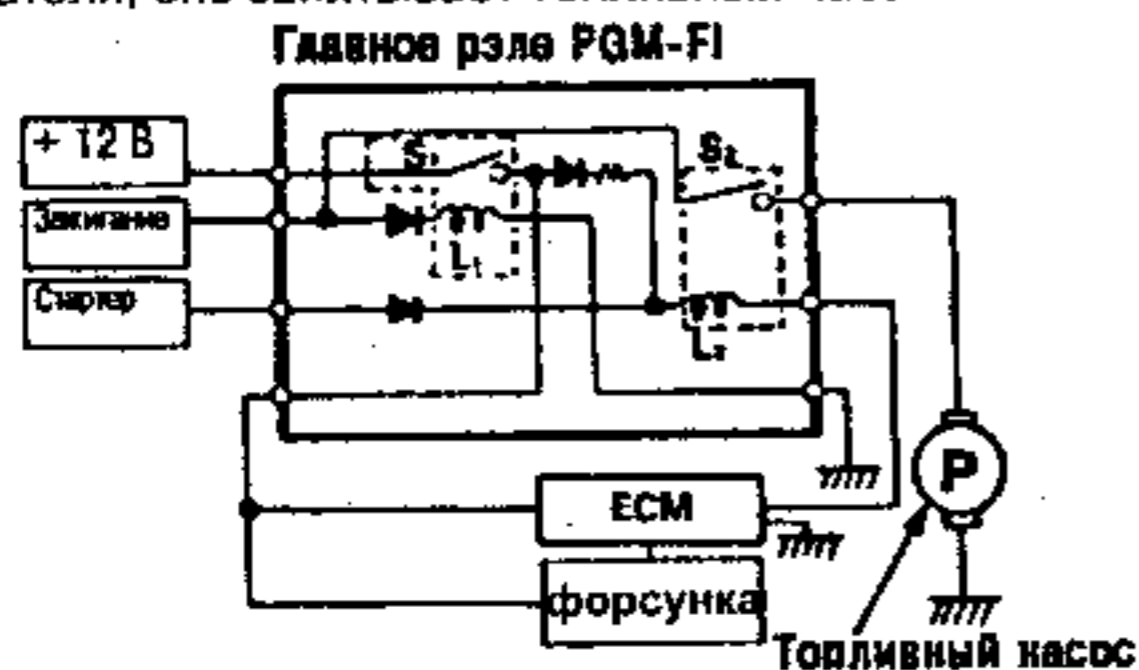 Главное рэле PGM-FI
+ 12 В
Зажигание
Стартер
S₁
L₁
S₂
L₂
ECM
форсунка
P
Топливный насос